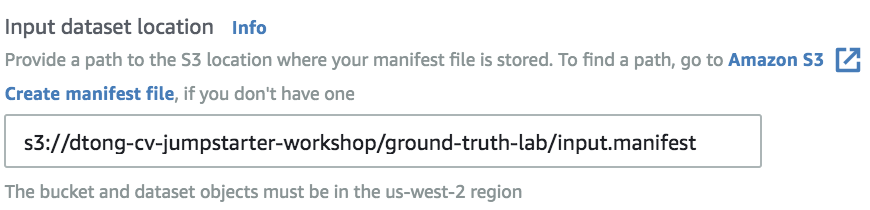 Input dataset location Info
Provide a path to the S3 location where your manifest file is stored. To find a path, go to Amazon S3
Create manifest file, if you don't have one
s3://dtong-cv-jumpstarter-workshop/ground-truth-lab/input.manifest
The bucket and dataset objects must be in the us-west-2 region